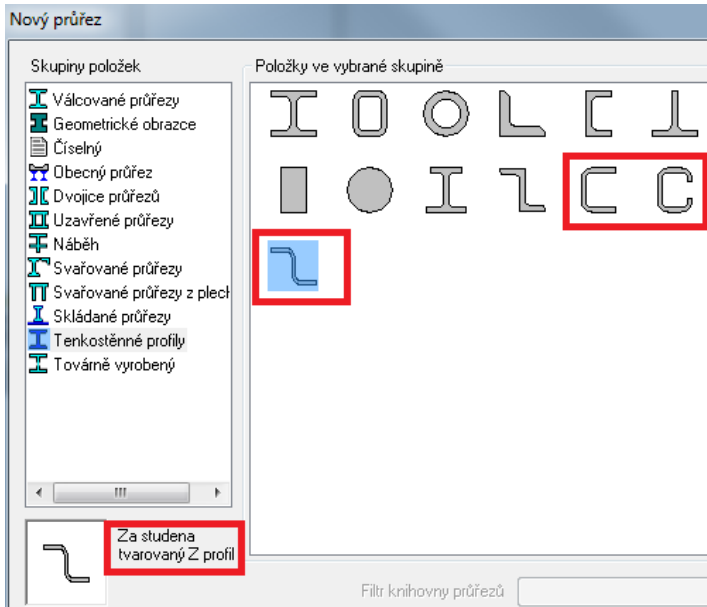 Nový průřez
Skupiny položek
Položky ve vybrané skupině
Válcované průřezy
Geometrické obrazce
Číselný
Obecný průřez
Dvojice průřezů
Uzavřené průřezy
Náběh
Svařované průřezy
Svařované průřezy z plech
Skládané průřezy
Tenkostěnné profily
Továrně vyrobený
Za studena
tvarovaný Z profil
Filtr knihovny průřezů